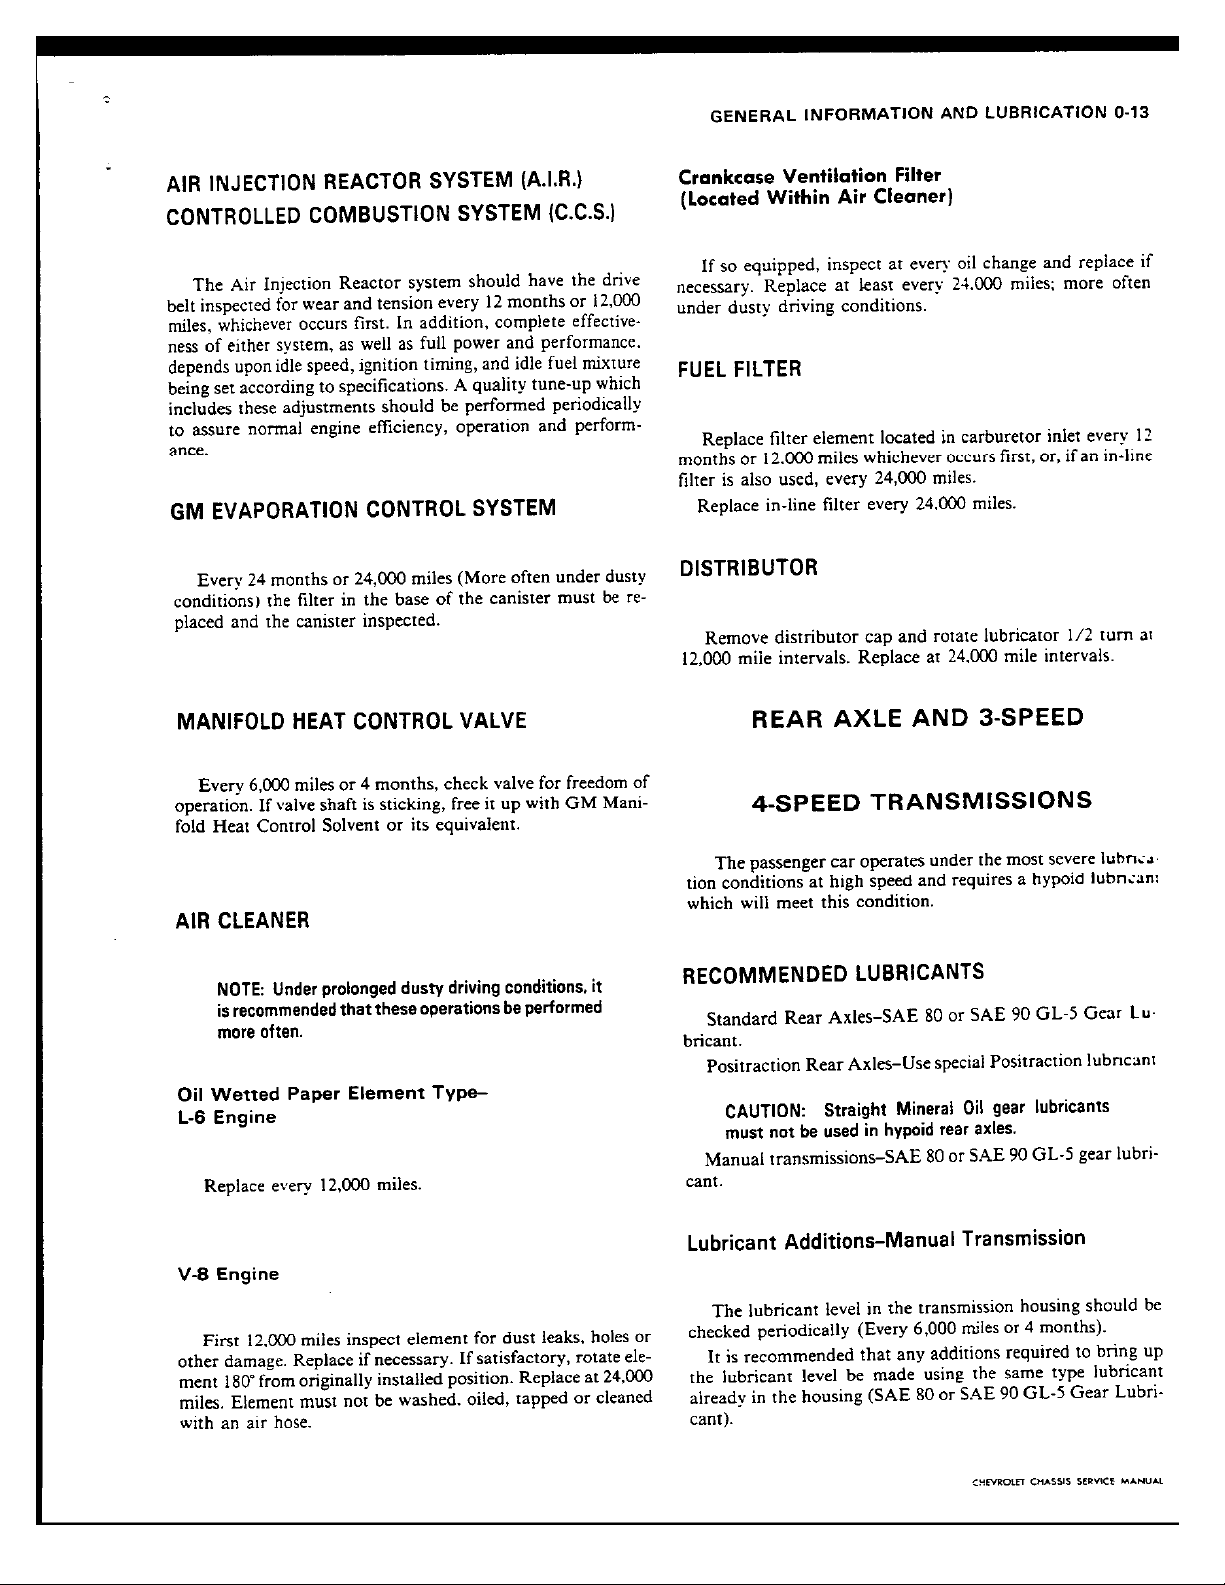 GENERAL INFORMATION AND LUBRICATION 0-13
AIR INJECTION REACTOR SYSTEM (A.I.R.)
CONTROLLED COMBUSTION SYSTEM (C.C.S.)
The Air Injection Reactor system should have the drive
belt inspected for wear and tension every 12 months or 12,000
miles, whichever occurs first. In addition, complete effective-
ness of either system, as well as full power and performance,
depends upon idle speed, ignition timing, and idle fuel mixture
being set according to specifications. A quality tune-up which
includes these adjustments should be performed periodically
to assure normal engine efficiency, operation and perform-
ance.
GM EVAPORATION CONTROL SYSTEM
Every 24 months or 24,000 miles (More often under dusty
conditions) the filter in the base of the canister must be re-
placed and the canister inspected.
MANIFOLD HEAT CONTROL VALVE
Every 6,000 miles or 4 months, check valve for freedom of
operation. If valve shaft is sticking, free it up with GM Mani-
fold Heat Control Solvent or its equivalent.
AIR CLEANER
NOTE: Under prolonged dusty driving conditions, it
is recommended that these operations be performed
more often.
Oil Wetted Paper Element Type–
L-6 Engine
Replace every 12,000 miles.
V-8 Engine
First 12,000 miles inspect element for dust leaks, holes or
other damage. Replace if necessary. If satisfactory, rotate ele-
ment 180° from originally installed position. Replace at 24,000
miles. Element must not be washed, oiled, tapped or cleaned
with an air hose.
Crankcase Ventilation Filter
(Located Within Air Cleaner)
If so equipped, inspect at every oil change and replace if
necessary. Replace at least every 24,000 miles; more often
under dusty driving conditions.
FUEL FILTER
Replace filter element located in carburetor inlet every 12
months or 12,000 miles whichever occurs first, or, if an in-line
filter is also used, every 24,000 miles.
Replace in-line filter every 24,000 miles.
DISTRIBUTOR
Remove distributor cap and rotate lubricator 1/2 turn at
12,000 mile intervals. Replace at 24,000 mile intervals.
REAR AXLE AND 3-SPEED
4-SPEED TRANSMISSIONS
The passenger car operates under the most severe lubrica-
tion conditions at high speed and requires a hypoid lubricant
which will meet this condition.
RECOMMENDED LUBRICANTS
Standard Rear Axles–SAE 80 or SAE 90 GL-5 Gear Lu-
bricant.
Positraction Rear Axles–Use special Positraction lubricant
CAUTION: Straight Mineral Oil gear lubricants
must not be used in hypoid rear axles.
Manual transmissions–SAE 80 or SAE 90 GL-5 gear lubri-
cant.
Lubricant Additions–Manual Transmission
The lubricant level in the transmission housing should be
checked periodically (Every 6,000 miles or 4 months).
It is recommended that any additions required to bring up
the lubricant level be made using the same type lubricant
already in the housing (SAE 80 or SAE 90 GL-5 Gear Lubri-
cant).
CHEVROLET CHASSIS SERVICE MANUAL